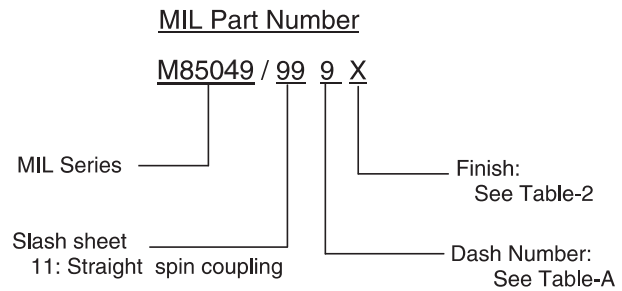 MIL Part Number
M85049 / 99 9 X
MIL Series
Finish:
See Table-2
Slash sheet
11: Straight spin coupling
Dash Number:
See Table-A